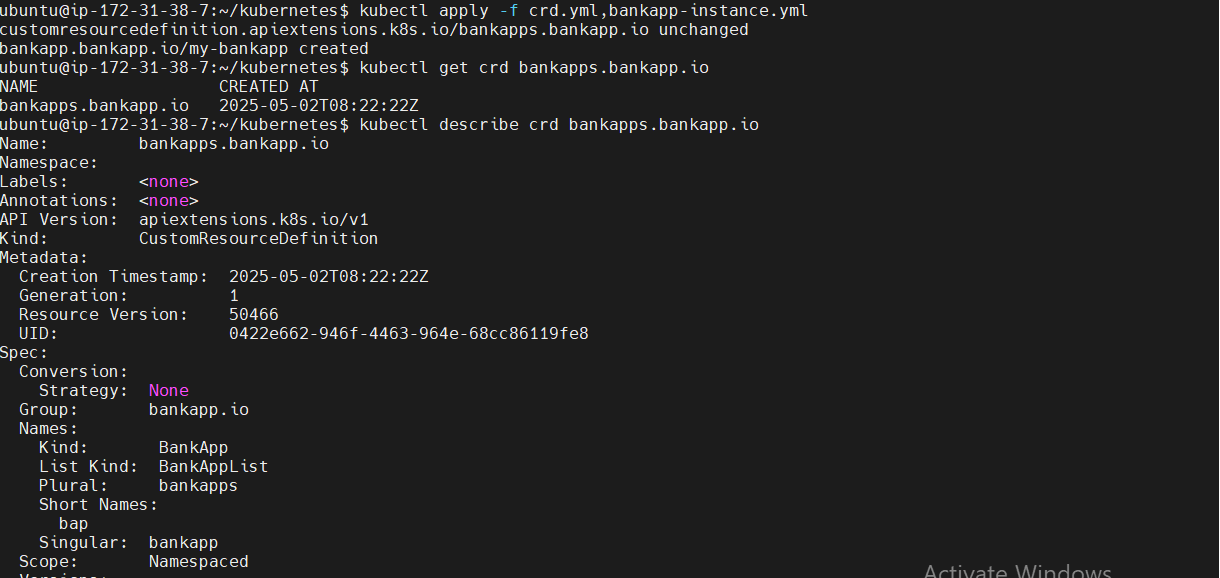 ubuntu@ip-172-31-38-7:~/kubernetes$ kubectl apply -f crd.yml,bankapp-instance.yml
customresourcedefinition.apiextensions.k8s.io/bankapps.bankapp.io unchanged
bankapp.bankapp.io/my-bankapp created
ubuntu@ip-172-31-38-7:~/kubernetes$ kubectl get crd bankapps.bankapp.io
NAME                  CREATED AT
bankapps.bankapp.io   2025-05-02T08:22:22Z
ubuntu@ip-172-31-38-7:~/kubernetes$ kubectl describe crd bankapps.bankapp.io
Name:         bankapps.bankapp.io
Namespace:
Labels:       <none>
Annotations:  <none>
API Version:  apiextensions.k8s.io/v1
Kind:         CustomResourceDefinition
Metadata:
  Creation Timestamp:  2025-05-02T08:22:22Z
  Generation:          1
  Resource Version:    50466
  UID:                 0422e662-946f-4463-964e-68cc86119fe8
Spec:
  Conversion:
    Strategy:  None
  Group:       bankapp.io
  Names:
    Kind:       BankApp
    List Kind:  BankAppList
    Plural:     bankapps
    Short Names:
      bap
    Singular:  bankapp
  Scope:       Namespaced
  Versions:
Activate Windows